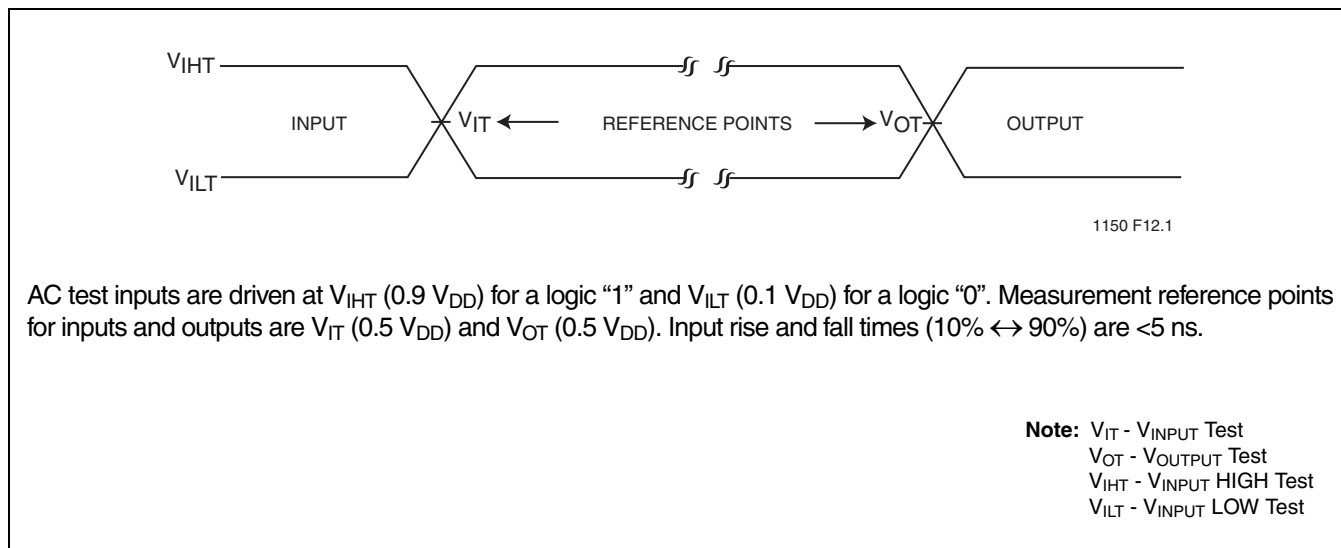 VIHT
INPUT VIT REFERENCE POINTS VOT OUTPUT
VILT
1150 F12.1
AC test inputs are driven at VIHT (0.9 VDD) for a logic “1” and VILT (0.1 VDD) for a logic “0”. Measurement reference points
for inputs and outputs are VIT (0.5 VDD) and VOT (0.5 VDD). Input rise and fall times (10% ↔ 90%) are <5 ns.
Note: VIT - VINPUT Test
VOT - VOUTPUT Test
VIHT - VINPUT HIGH Test
VILT - VINPUT LOW Test